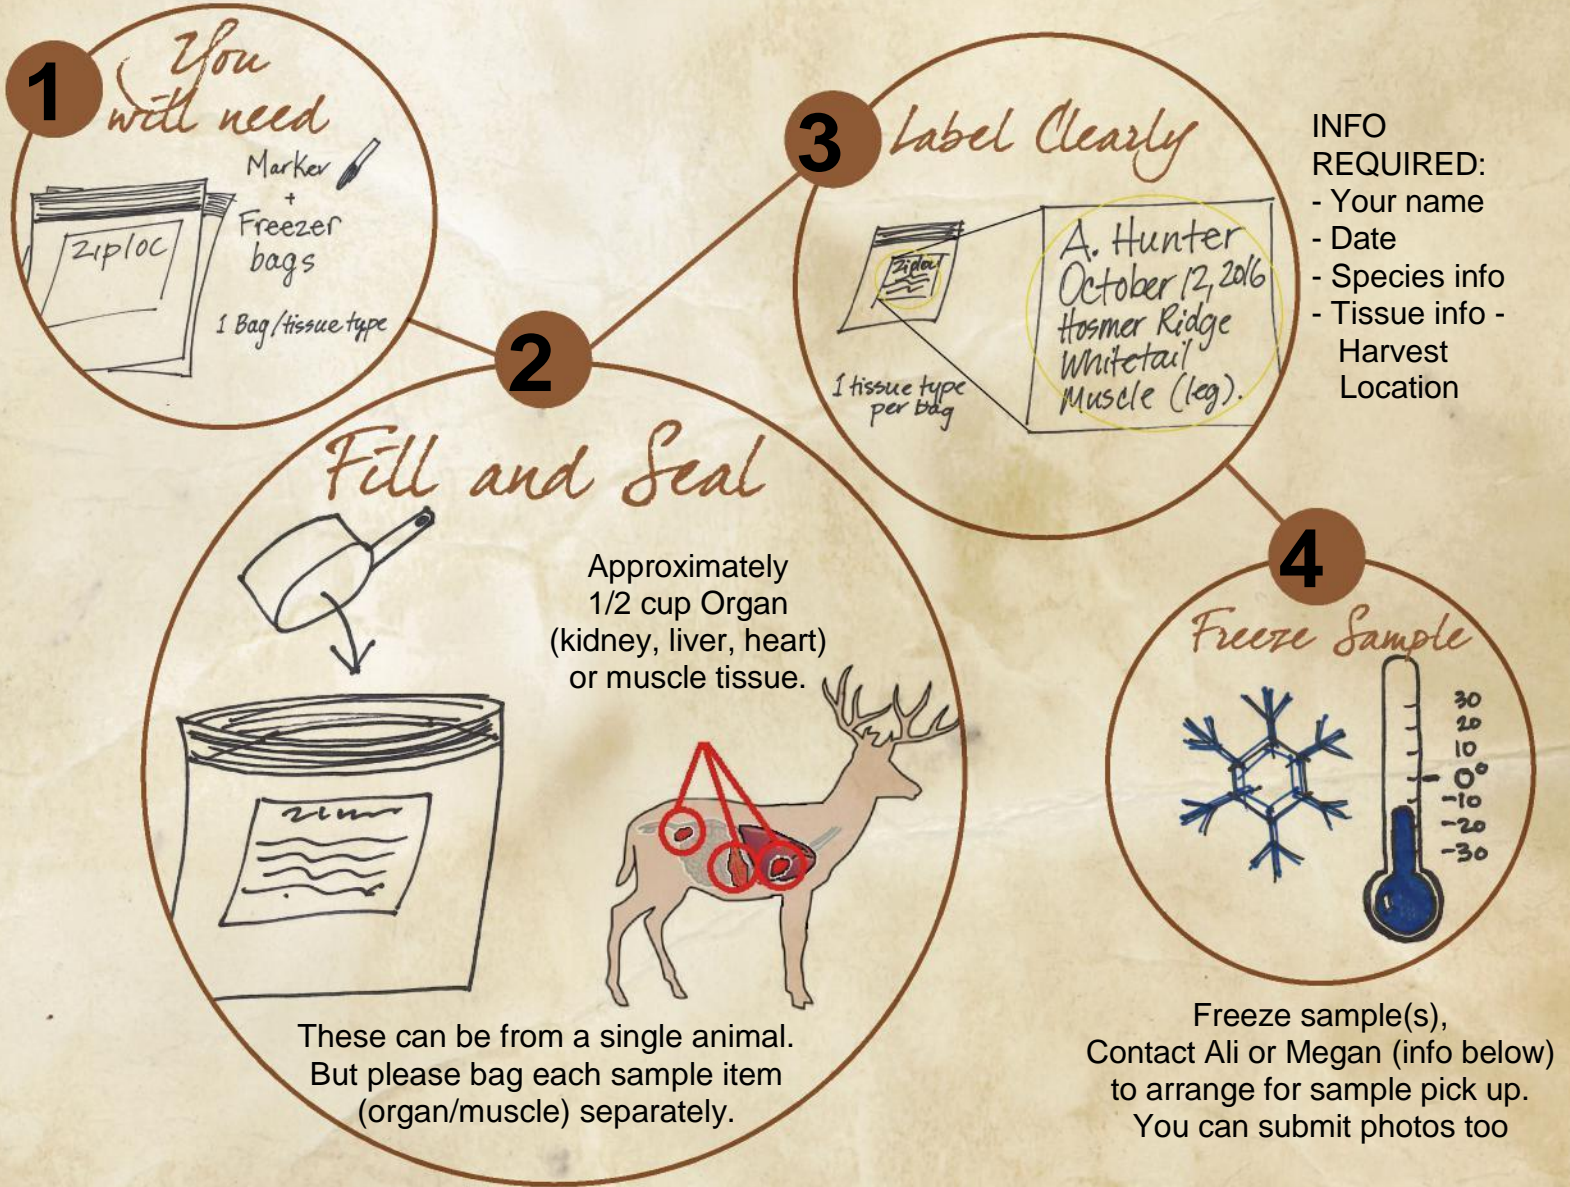 1
You
will need
Marker
+
Freezer
bags
Ziploc
1 Bag/tissue type
2
Fill and Seal
Approximately
1/2 cup Organ
(kidney, liver, heart)
or muscle tissue.
These can be from a single animal.
But please bag each sample item
(organ/muscle) separately.
3
Label Clearly
Ziploc
A. Hunter
October 12, 2016
Hosmer Ridge
Whitetail
Muscle (leg).
1 tissue type
per bag
INFO
REQUIRED:
- Your name
- Date
- Species info
- Tissue info -
Harvest
Location
4
Freeze Sample
30
20
10
0°
-10
-20
-30
Freeze sample(s),
Contact Ali or Megan (info below)
to arrange for sample pick up.
You can submit photos too